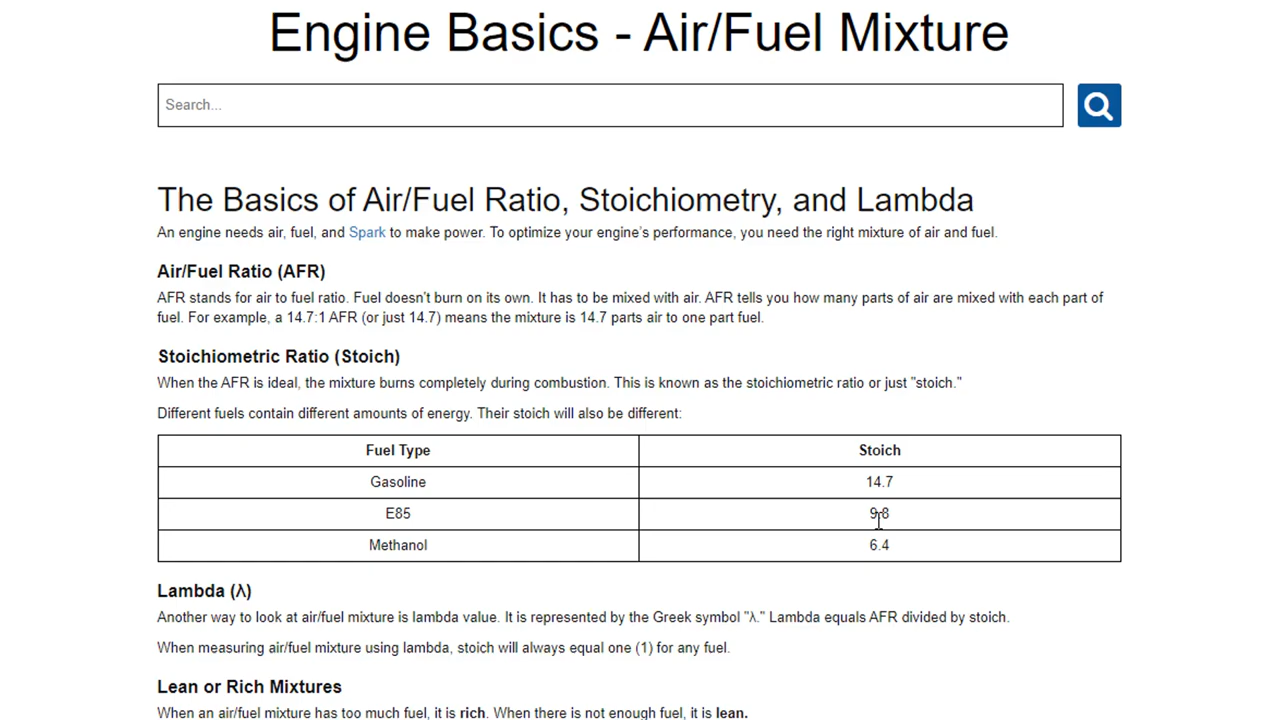 Engine Basics - Air/Fuel Mixture
Search...
The Basics of Air/Fuel Ratio, Stoichiometry, and Lambda
An engine needs air, fuel, and Spark to make power. To optimize your engine's performance, you need the right mixture of air and fuel.
Air/Fuel Ratio (AFR)
AFR stands for air to fuel ratio. Fuel doesn't burn on its own. It has to be mixed with air. AFR tells you how many parts of air are mixed with each part of
fuel. For example, a 14.7:1 AFR (or just 14.7) means the mixture is 14.7 parts air to one part fuel.
Stoichiometric Ratio (Stoich)
When the AFR is ideal, the mixture burns completely during combustion. This is known as the stoichiometric ratio or just "stoich."
Different fuels contain different amounts of energy. Their stoich will also be different:
Fuel Type Stoich
Gasoline 14.7
E85 9.8
Methanol 6.4
Lambda (λ)
Another way to look at air/fuel mixture is lambda value. It is represented by the Greek symbol "λ." Lambda equals AFR divided by stoich.
When measuring air/fuel mixture using lambda, stoich will always equal one (1) for any fuel.
Lean or Rich Mixtures
When an air/fuel mixture has too much fuel, it is rich. When there is not enough fuel, it is lean.